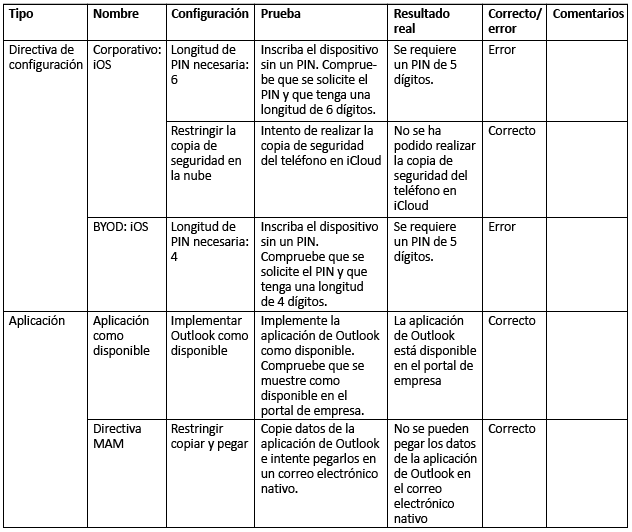 Tipo
Nombre
Configuración
Prueba
Resultado
real
Correcto/
error
Comentarios
Directiva de
configuración
Corporativo:
iOS
Longitud de
PIN necesaria:
6
Inscriba el dispositivo
sin un PIN. Comprue-
be que se solicite el
PIN y que tenga una
longitud de 6 dígitos.
Se requiere
un PIN de 5
dígitos.
Error
Restringir la
copia de
seguridad en
la nube
Intento de realizar la
copia de seguridad
del teléfono en iCloud
No se ha
podido realizar
la copia de
seguridad del
teléfono en
iCloud
Correcto
BYOD: iOS
Longitud de
PIN necesaria:
4
Inscriba el dispositivo
sin un PIN.
Compruebe que se
solicite el PIN y que
tenga una longitud
de 4 dígitos.
Se requiere
un PIN de 5
dígitos.
Error
Aplicación
Aplicación
como
disponible
Implementar
Outlook como
disponible
Implemente la
aplicación de Outlook
como disponible.
Compruebe que se
muestre como
disponible en el
portal de empresa.
La aplicación
de Outlook
está disponible
en el portal de
empresa
Correcto
Directiva
MAM
Restringir
copiar y pegar
Copie datos de la
aplicación de Outlook
e intente pegarlos en
un correo electrónico
nativo.
No se pueden
pegar los datos
de la aplicación
de Outlook en
el correo
electrónico
nativo
Correcto